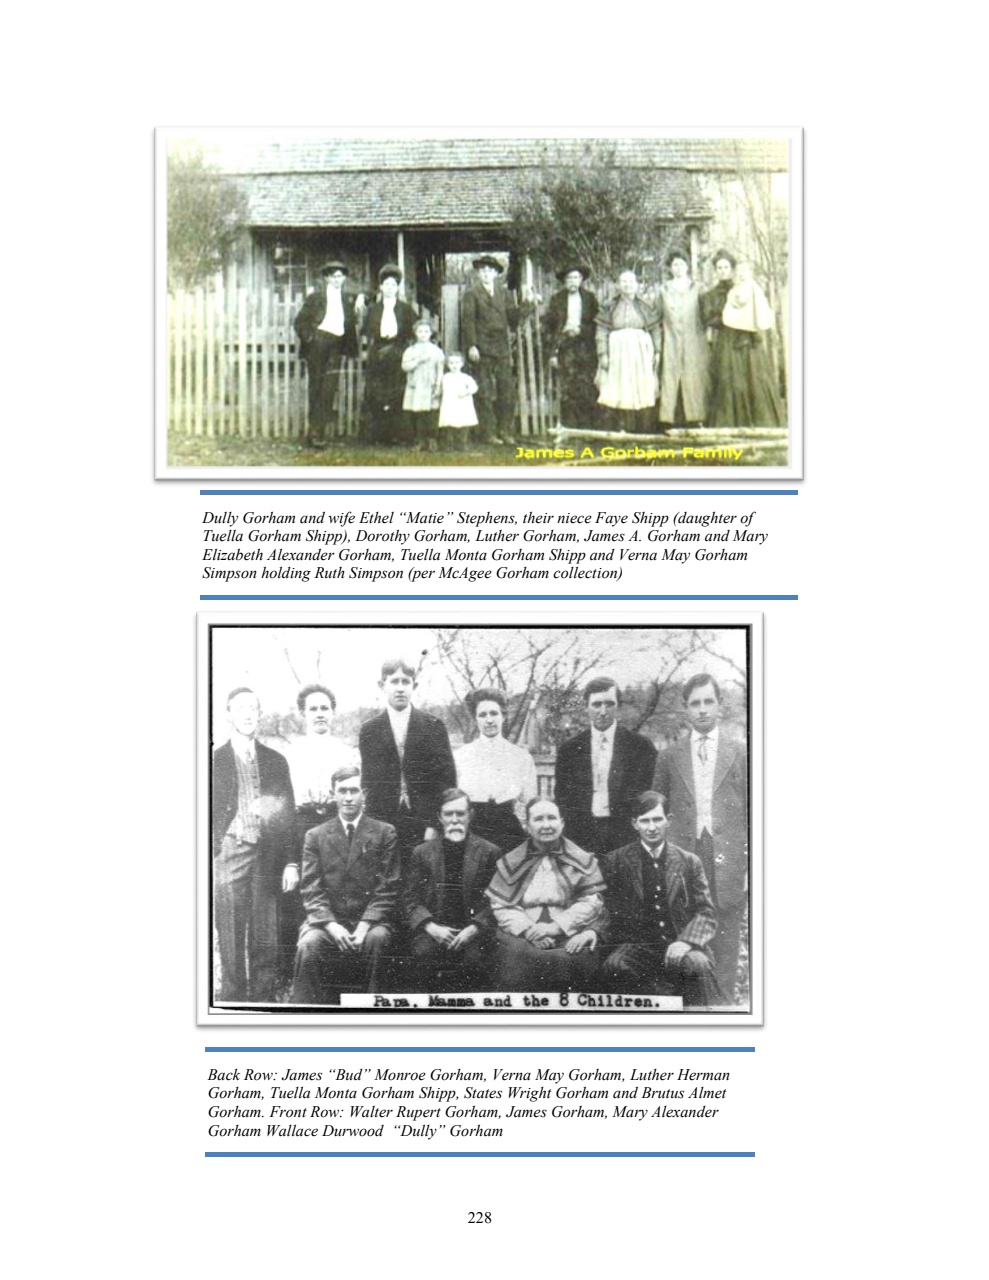 James A Gorham Family
Dully Gorham and wife Ethel “Matie” Stephens, their niece Faye Shipp (daughter of
Tuella Gorham Shipp), Dorothy Gorham, Luther Gorham, James A. Gorham and Mary
Elizabeth Alexander Gorham, Tuella Monta Gorham Shipp and Verna May Gorham
Simpson holding Ruth Simpson (per McAgee Gorham collection)
Papa, Mamma and the 8 Children.
Back Row: James “Bud” Monroe Gorham, Verna May Gorham, Luther Herman
Gorham, Tuella Monta Gorham Shipp, States Wright Gorham and Brutus Almet
Gorham. Front Row: Walter Rupert Gorham, James Gorham, Mary Alexander
Gorham Wallace Durwood “Dully” Gorham
228